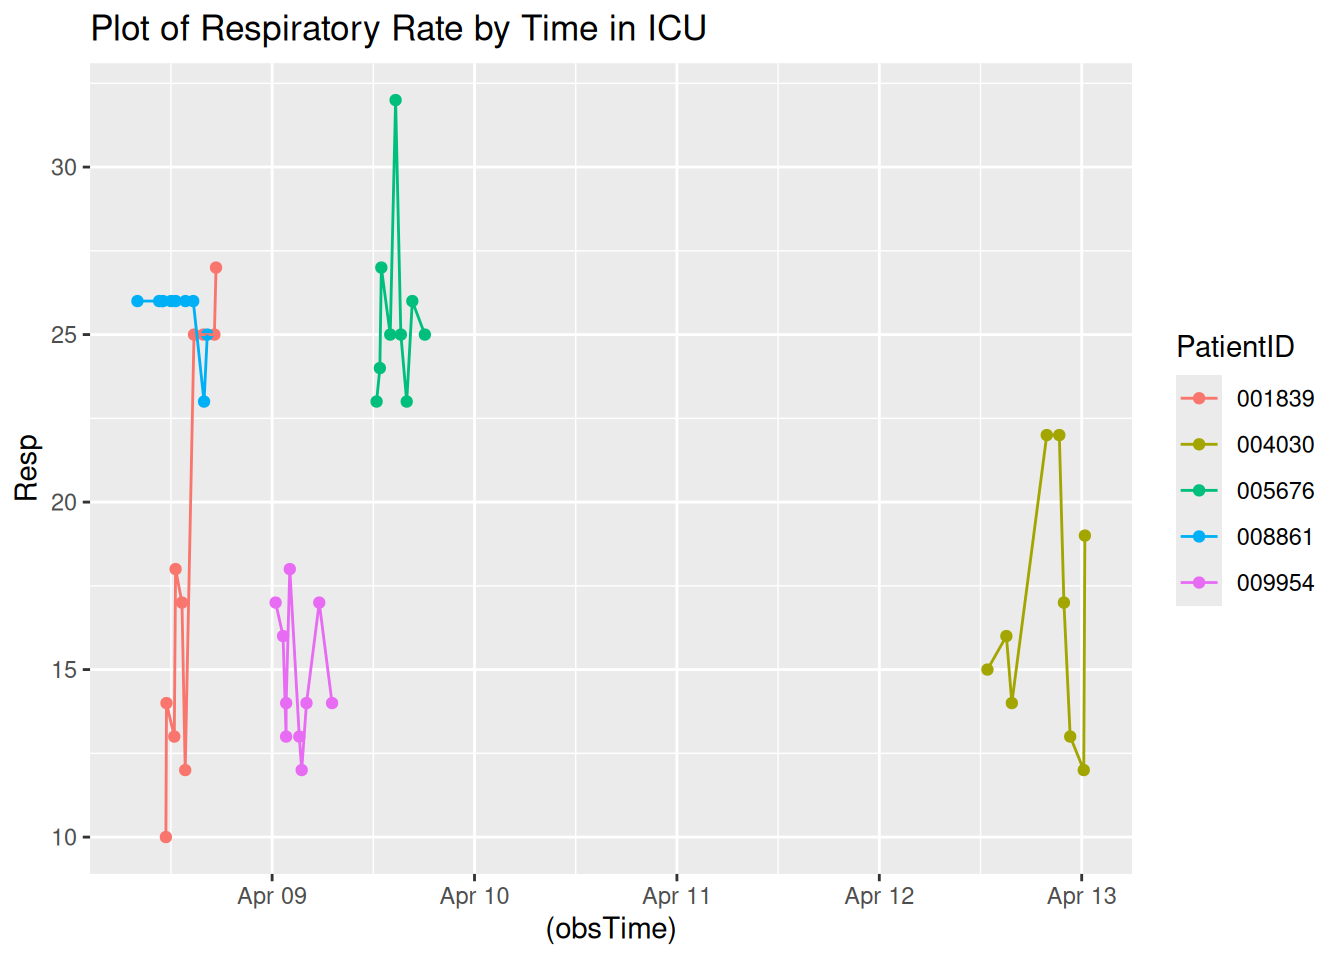 Plot of Respiratory Rate by Time in ICU
Resp
30
25
20
15
10
Apr 09
Apr 10
Apr 11
Apr 12
Apr 13
(obsTime)
PatientID
001839
004030
005676
008861
009954